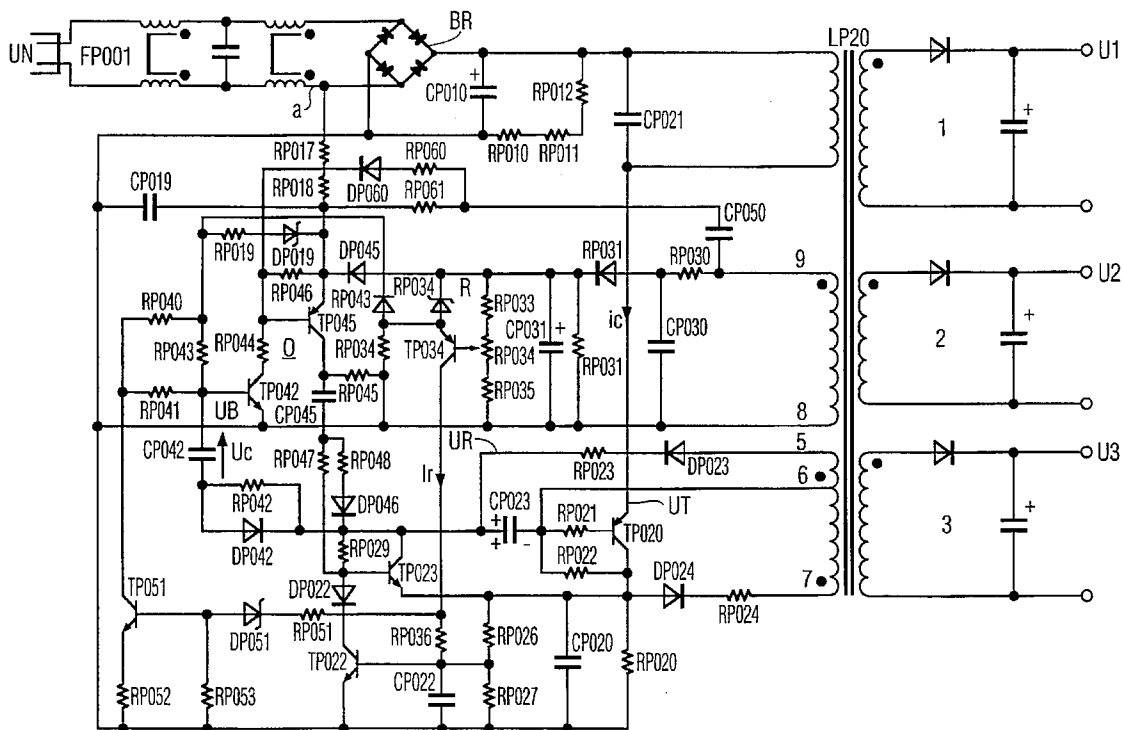 BR
LP20
UN
FP001
U1
a
CP010
+
RP012
RP010
RP011
CP021
1
+
RP017
RP060
CP019
RP018
DP060
RP061
CP050
RP019
DP019
DP045
RP031
RP030
9
U2
RP046
RP043
RP034
R
RP033
RP040
TP045
ic
RP043
RP044
O
RP034
TP034
RP034
CP031
+
CP030
2
+
RP041
UB
TP042
RP045
RP035
RP031
CP045
8
CP042
Uc
RP047
RP048
UR
5
U3
RP023
DP023
6
Ir
RP042
DP046
CP023
+
+
-
RP021
UT
TP020
3
+
DP042
RP029
RP022
TP051
DP022
TP023
DP024
7
RP024
DP051
RP051
RP036
RP026
CP020
TP022
RP020
RP052
RP053
CP022
RP027